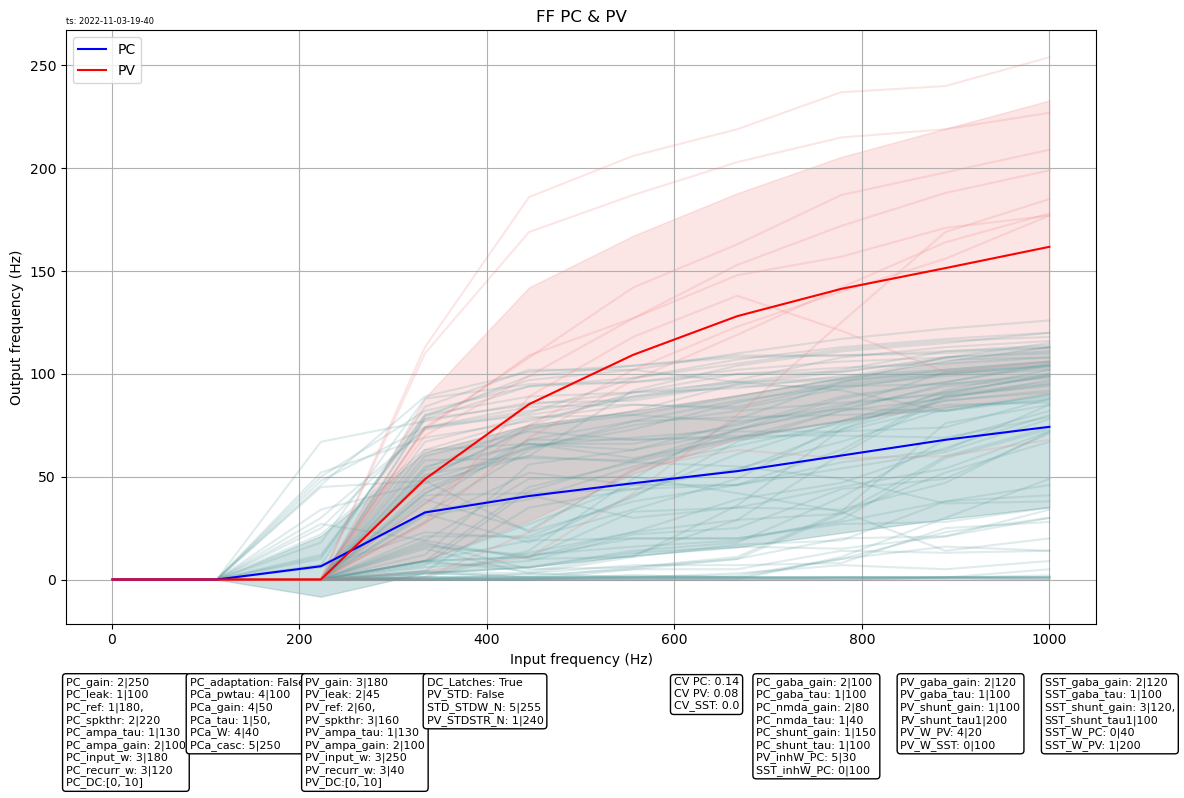 ts: 2022-11-03-19-40
FF PC & PV
PC
PV
Output frequency (Hz)
250
200
150
100
50
0
0
200
400
600
800
1000
Input frequency (Hz)
PC_gain: 2|250
PC_leak: 1|100
PC_ref: 1|180,
PC_spkthr: 2|220
PC_ampa_tau: 1|130
PC_ampa_gain: 2|100
PC_input_w: 3|180
PC_recurr_w: 3|120
PC_DC:[0, 10]
PC_adaptation: False
PCa_pwtau: 4|100
PCa_gain: 4|50
PCa_tau: 1|50,
PCa_W: 4|40
PCa_casc: 5|250
PV_gain: 3|180
PV_leak: 2|45
PV_ref: 2|60,
PV_spkthr: 3|160
PV_ampa_tau: 1|130
PV_ampa_gain: 2|100
PV_input_w: 3|250
PV_recurr_w: 3|40
PV_DC:[0, 10]
DC_Latches: True
PV_STD: False
STD_STDW_N: 5|255
PV_STDSTR_N: 1|240
CV PC: 0.14
CV PV: 0.08
CV_SST: 0.0
PC_gaba_gain: 2|100
PC_gaba_tau: 1|100
PC_nmda_gain: 2|80
PC_nmda_tau: 1|40
PC_shunt_gain: 1|150
PC_shunt_tau: 1|100
PV_inhW_PC: 5|30
SST_inhW_PC: 0|100
PV_gaba_gain: 2|120
PV_gaba_tau: 1|100
PV_shunt_gain: 1|100
PV_shunt_tau1|200
PV_W_PV: 4|20
PV_W_SST: 0|100
SST_gaba_gain: 2|120
SST_gaba_tau: 1|100
SST_shunt_gain: 3|120,
SST_shunt_tau1|100
SST_W_PC: 0|40
SST_W_PV: 1|200